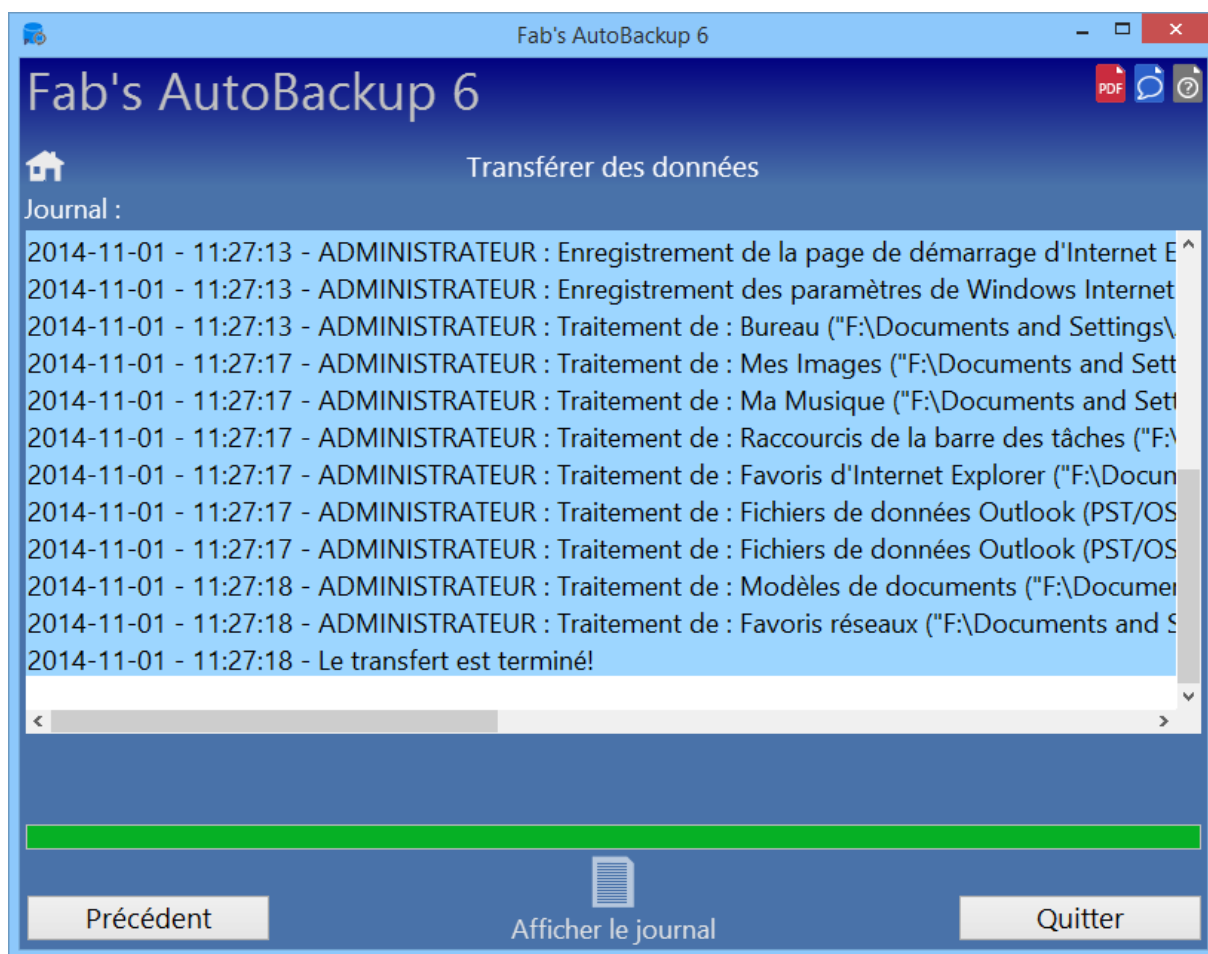 Fab's AutoBackup 6
Fab's AutoBackup 6
PDF
Transférer des données
Journal :
2014-11-01 - 11:27:13 - ADMINISTRATEUR : Enregistrement de la page de démarrage d'Internet E
2014-11-01 - 11:27:13 - ADMINISTRATEUR : Enregistrement des paramètres de Windows Internet
2014-11-01 - 11:27:13 - ADMINISTRATEUR : Traitement de : Bureau ("F:\Documents and Settings\
2014-11-01 - 11:27:17 - ADMINISTRATEUR : Traitement de : Mes Images ("F:\Documents and Sett
2014-11-01 - 11:27:17 - ADMINISTRATEUR : Traitement de : Ma Musique ("F:\Documents and Sett
2014-11-01 - 11:27:17 - ADMINISTRATEUR : Traitement de : Raccourcis de la barre des tâches ("F:\
2014-11-01 - 11:27:17 - ADMINISTRATEUR : Traitement de : Favoris d'Internet Explorer ("F:\Docun
2014-11-01 - 11:27:17 - ADMINISTRATEUR : Traitement de : Fichiers de données Outlook (PST/OS
2014-11-01 - 11:27:17 - ADMINISTRATEUR : Traitement de : Fichiers de données Outlook (PST/OS
2014-11-01 - 11:27:18 - ADMINISTRATEUR : Traitement de : Modèles de documents ("F:\Documen
2014-11-01 - 11:27:18 - ADMINISTRATEUR : Traitement de : Favoris réseaux ("F:\Documents and S
2014-11-01 - 11:27:18 - Le transfert est terminé!
Précédent
Afficher le journal
Quitter